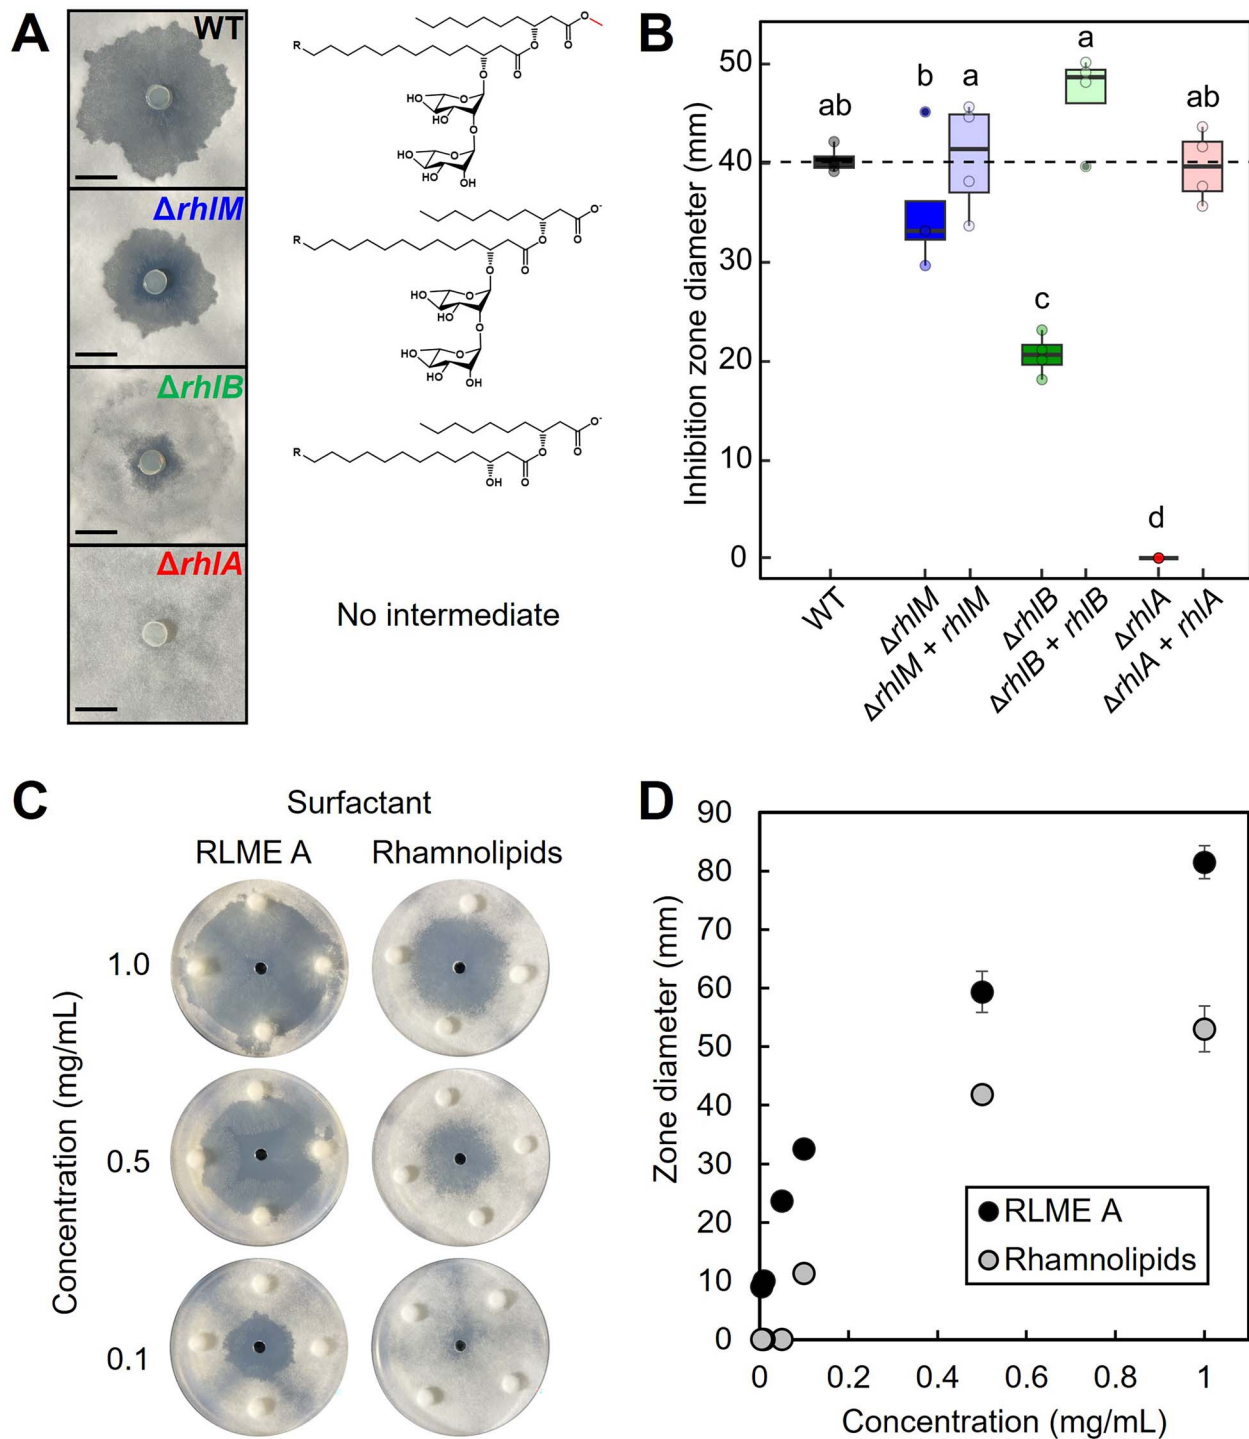 A
WT
ΔrhlM
ΔrhlB
ΔrhlA
R
O
O
O
O
O
HO
HO
HO
O
O
O
HO
HO
HO
OH
O
R
O⁻
O
O
O
O
HO
HO
HO
O
O
O
HO
HO
HO
OH
O
R
O⁻
O
O
O
OH
No intermediate
B
Inhibition zone diameter (mm)
50
40
30
20
10
0
ab
b
a
c
a
d
ab
WT
ΔrhlM
ΔrhlM + rhlM
ΔrhlB
ΔrhlB + rhlB
ΔrhlA
ΔrhlA + rhlA
C
Surfactant
RLME A
Rhamnolipids
Concentration (mg/mL)
1.0
0.5
0.1
D
Zone diameter (mm)
90
80
70
60
50
40
30
20
10
0
RLME A
Rhamnolipids
0
0.2
0.4
0.6
0.8
1
Concentration (mg/mL)